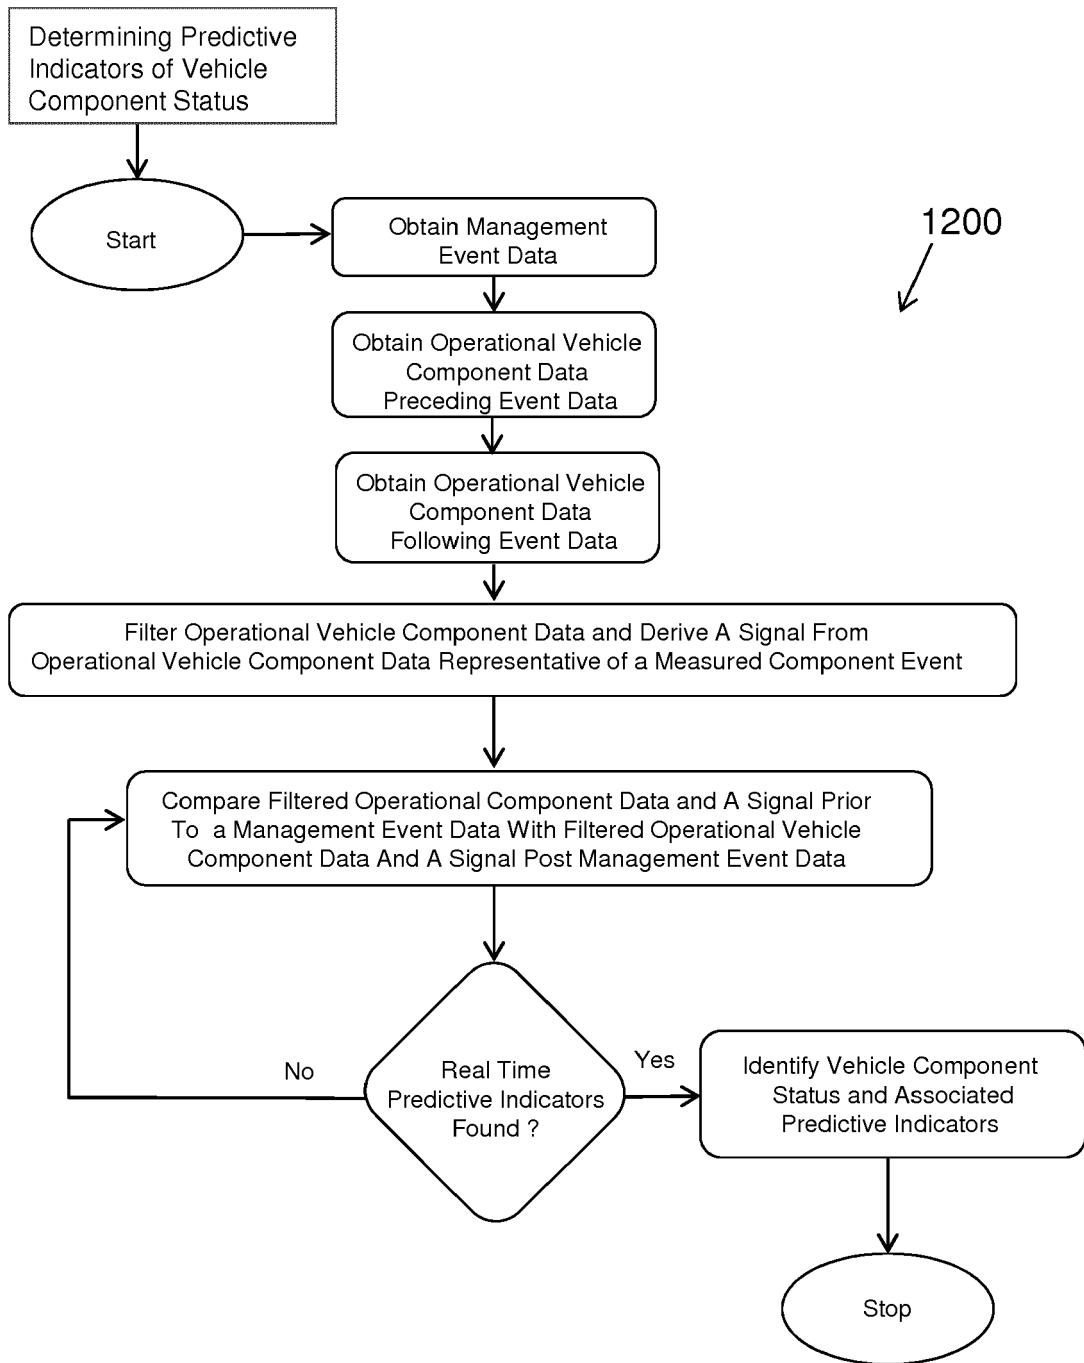 Determining Predictive
Indicators of Vehicle
Component Status
Start
Obtain Management
Event Data
1200
Obtain Operational Vehicle
Component Data
Preceding Event Data
Obtain Operational Vehicle
Component Data
Following Event Data
Filter Operational Vehicle Component Data and Derive A Signal From
Operational Vehicle Component Data Representative of a Measured Component Event
Compare Filtered Operational Component Data and A Signal Prior
To a Management Event Data With Filtered Operational Vehicle
Component Data And A Signal Post Management Event Data
No
Real Time
Predictive Indicators
Found ?
Yes
Identify Vehicle Component
Status and Associated
Predictive Indicators
Stop